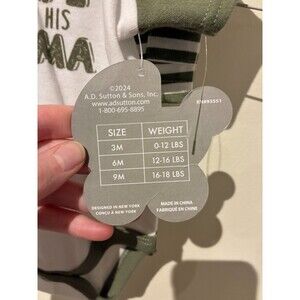 HIS
MA
©2024
A.D. Sutton & Sons, Inc.
www.adsutton.com
1-800-695-8895
SIZE WEIGHT
3M 0-12 LBS
6M 12-16 LBS
9M 16-18 LBS
DESIGNED IN NEW YORK
CONÇU À NEW YORK
MADE IN CHINA
FABRIQUÉ EN CHINE